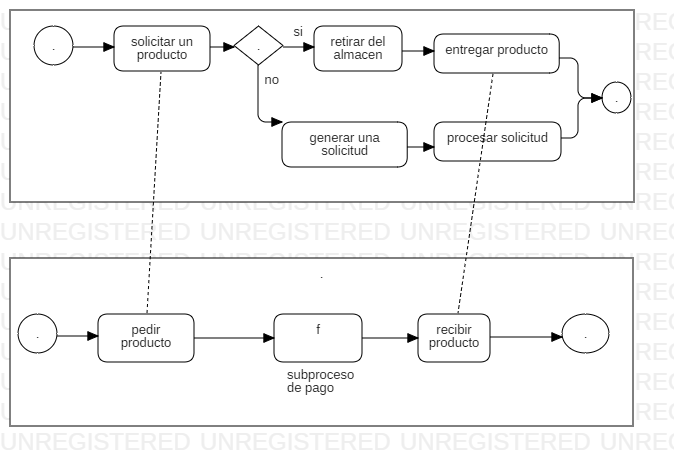 si
solicitar un
producto
retirar del
almacen
entregar producto
no
generar una
solicitud
procesar solicitud
UNREGISTERED UNREGISTERED UNREGISTERED UNREG
pedir
producto
f
recibir
producto
subproceso
de pago
UNREGISTERED UNREGISTERED UNREGISTERED UNREG